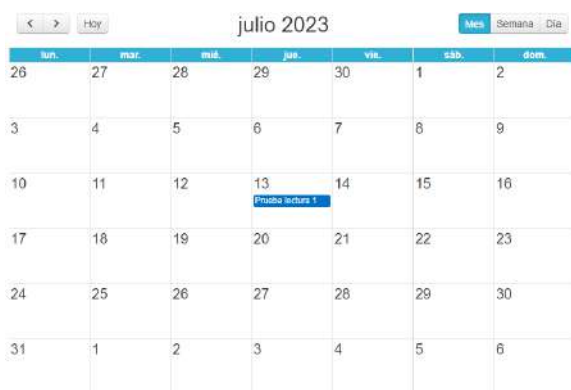 < > Hoy julio 2023 Mes Semana Día
lun. mar. mié. jue. vie. sáb. dom.
26 27 28 29 30 1 2
3 4 5 6 7 8 9
10 11 12 13 14 15 16
Prueba lectura 1
17 18 19 20 21 22 23
24 25 26 27 28 29 30
31 1 2 3 4 5 6